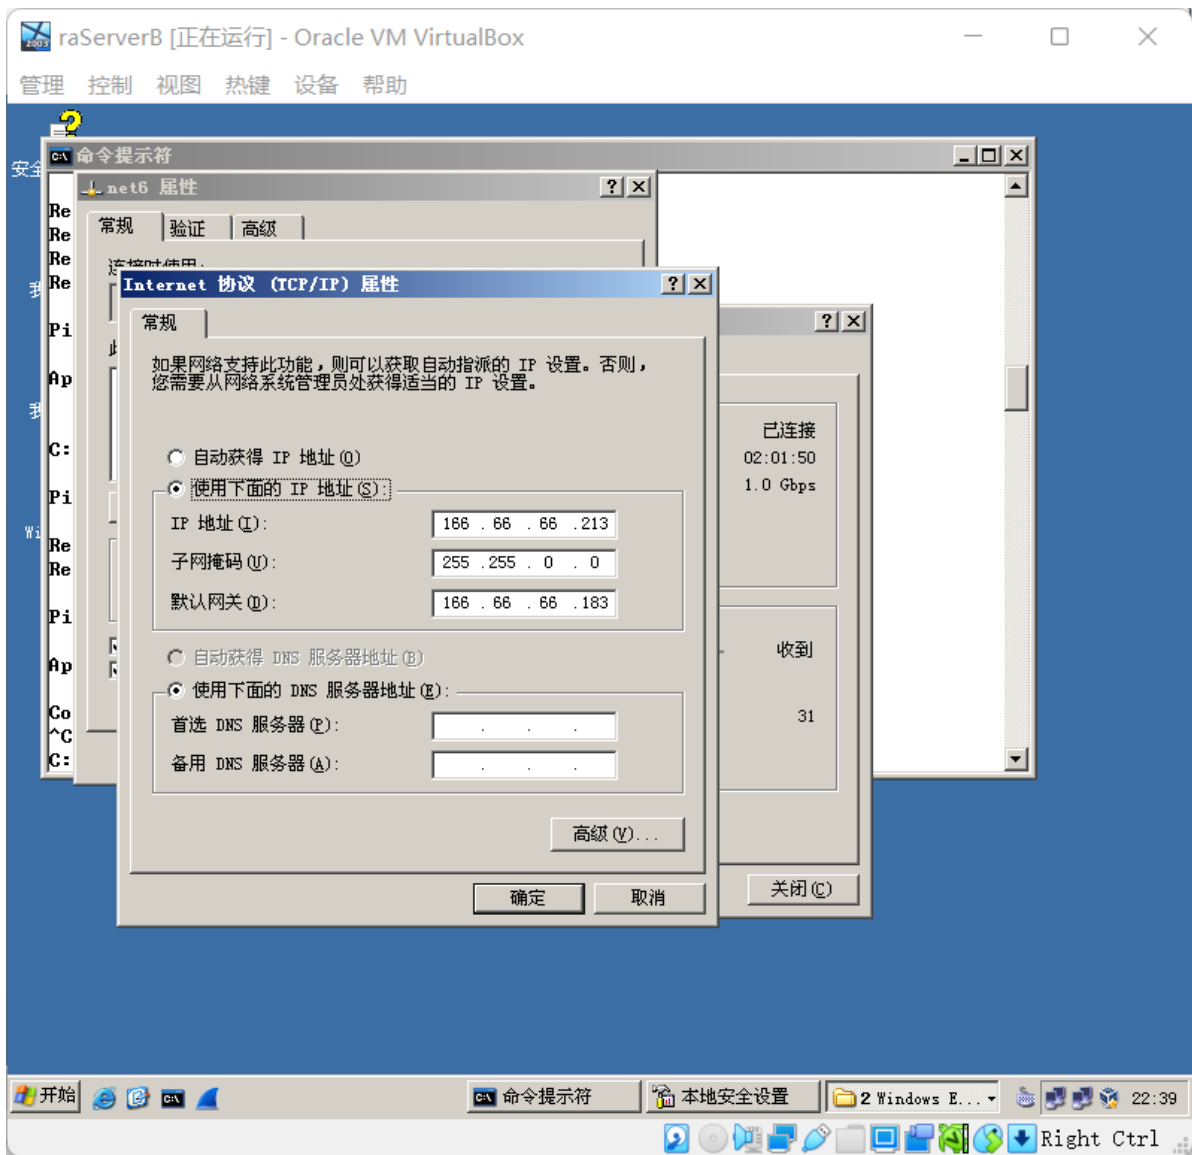 raServerB [正在运行] - Oracle VM VirtualBox
管理 控制 视图 热键 设备 帮助
安全
命令提示符
net6 属性
常规 验证 高级
Re
Re
Re
连接时使用:
Re
我
Internet 协议 (TCP/IP) 属性
常规
Pi
此
如果网络支持此功能,则可以获取自动指派的 IP 设置。否则,
您需要从网络系统管理员处获得适当的 IP 设置。
Ap
我
已连接
C:
自动获得 IP 地址(O)
02:01:50
使用下面的 IP 地址(S):
1.0 Gbps
Pi
IP 地址(I): 166 . 66 . 66 .213
Wi
Re
子网掩码(U): 255 .255 . 0 . 0
Re
默认网关(D): 166 . 66 . 66 .183
Pi
自动获得 DNS 服务器地址(B)
收到
Ap
使用下面的 DNS 服务器地址(E):
Co
首选 DNS 服务器(P): . . .
31
^C
C:
备用 DNS 服务器(A): . . .
高级(V)...
确定 取消
关闭(C)
开始 命令提示符 本地安全设置 2 Windows E... 22:39
Right Ctrl